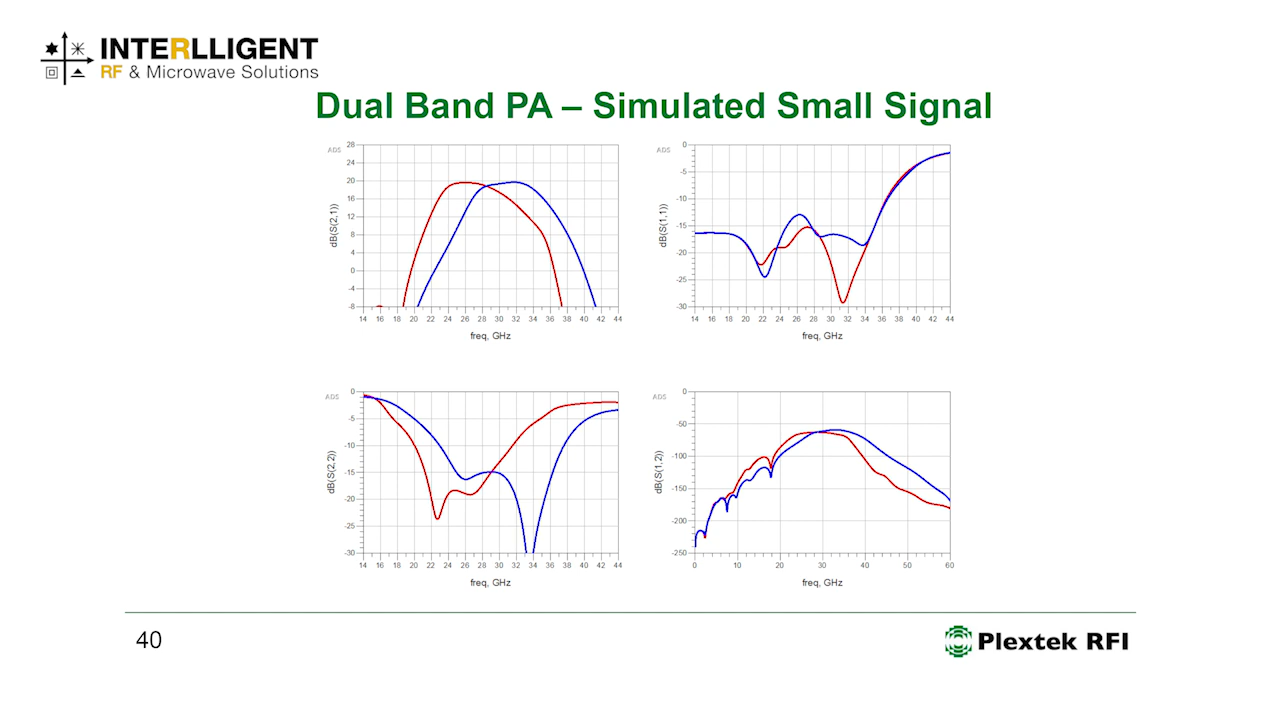 INTERLLIGENT
RF & Microwave Solutions
Dual Band PA – Simulated Small Signal
ADS
28
24
20
16
12
8
4
0
-4
-8
dB(S(2,1))
14 16 18 20 22 24 26 28 30 32 34 36 38 40 42 44
freq, GHz
ADS
0
-5
-10
-15
-20
-25
-30
dB(S(1,1))
14 16 18 20 22 24 26 28 30 32 34 36 38 40 42 44
freq, GHz
ADS
0
-5
-10
-15
-20
-25
-30
dB(S(2,2))
14 16 18 20 22 24 26 28 30 32 34 36 38 40 42 44
freq, GHz
ADS
0
-50
-100
-150
-200
-250
dB(S(1,2))
0 10 20 30 40 50 60
freq, GHz
40
Plextek RFI